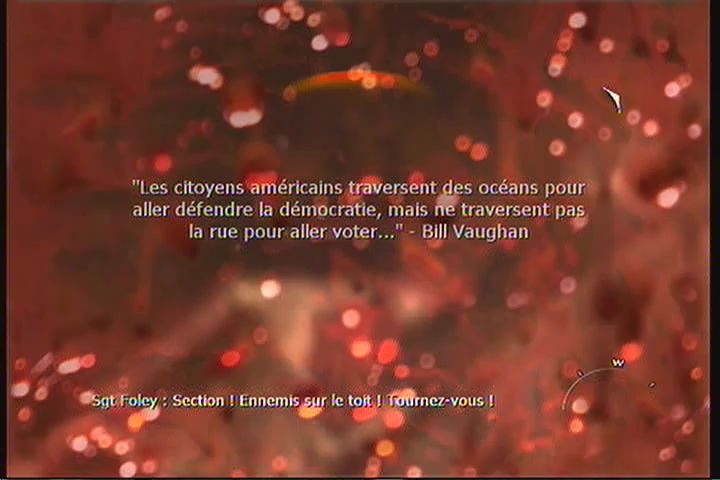 "Les citoyens américains traversent des océans pour
aller défendre la démocratie, mais ne traversent pas
la rue pour aller voter..." - Bill Vaughan
W
Sgt Foley : Section ! Ennemis sur le toit ! Tournez-vous !